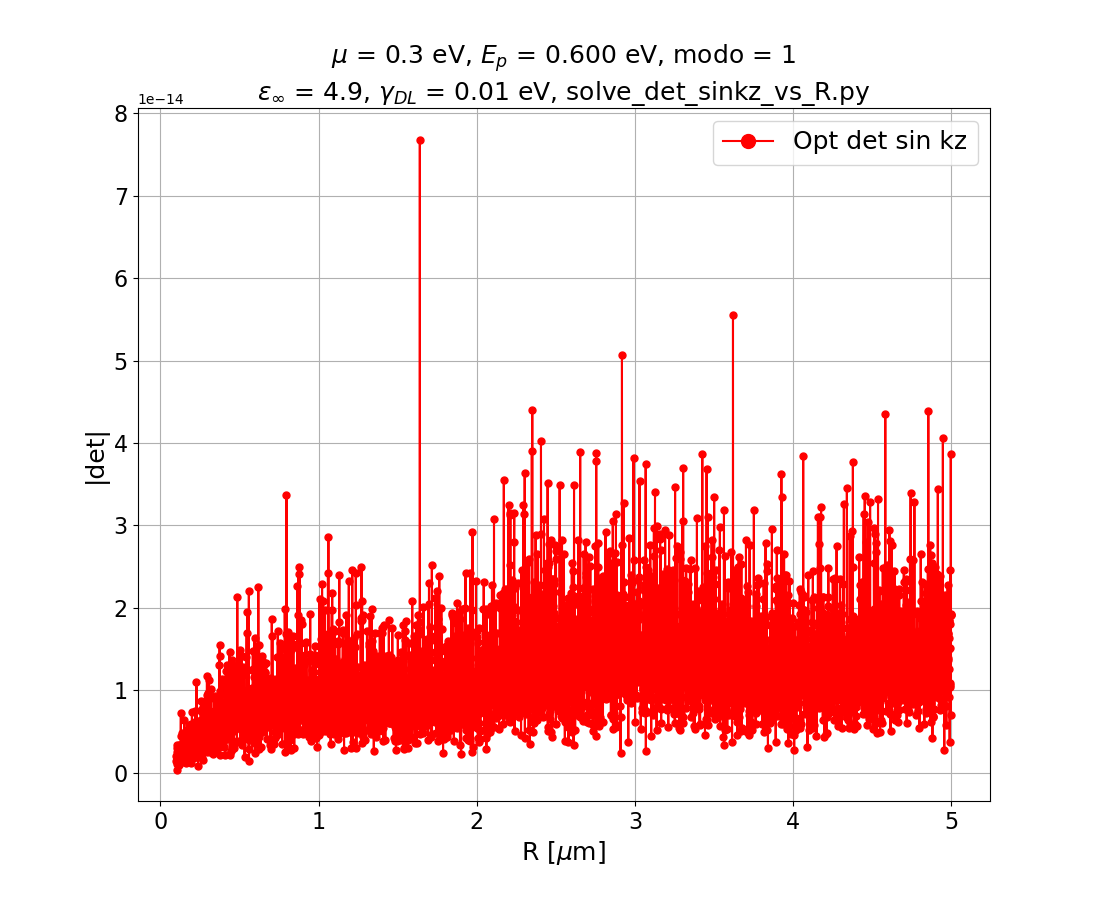 μ = 0.3 eV, E_p = 0.600 eV, modo = 1
ε_∞ = 4.9, γ_DL = 0.01 eV, solve_det_sinkz_vs_R.py
1e−14
Opt det sin kz
8
7
6
5
4
3
2
1
0
|det|
0 1 2 3 4 5
R [μm]